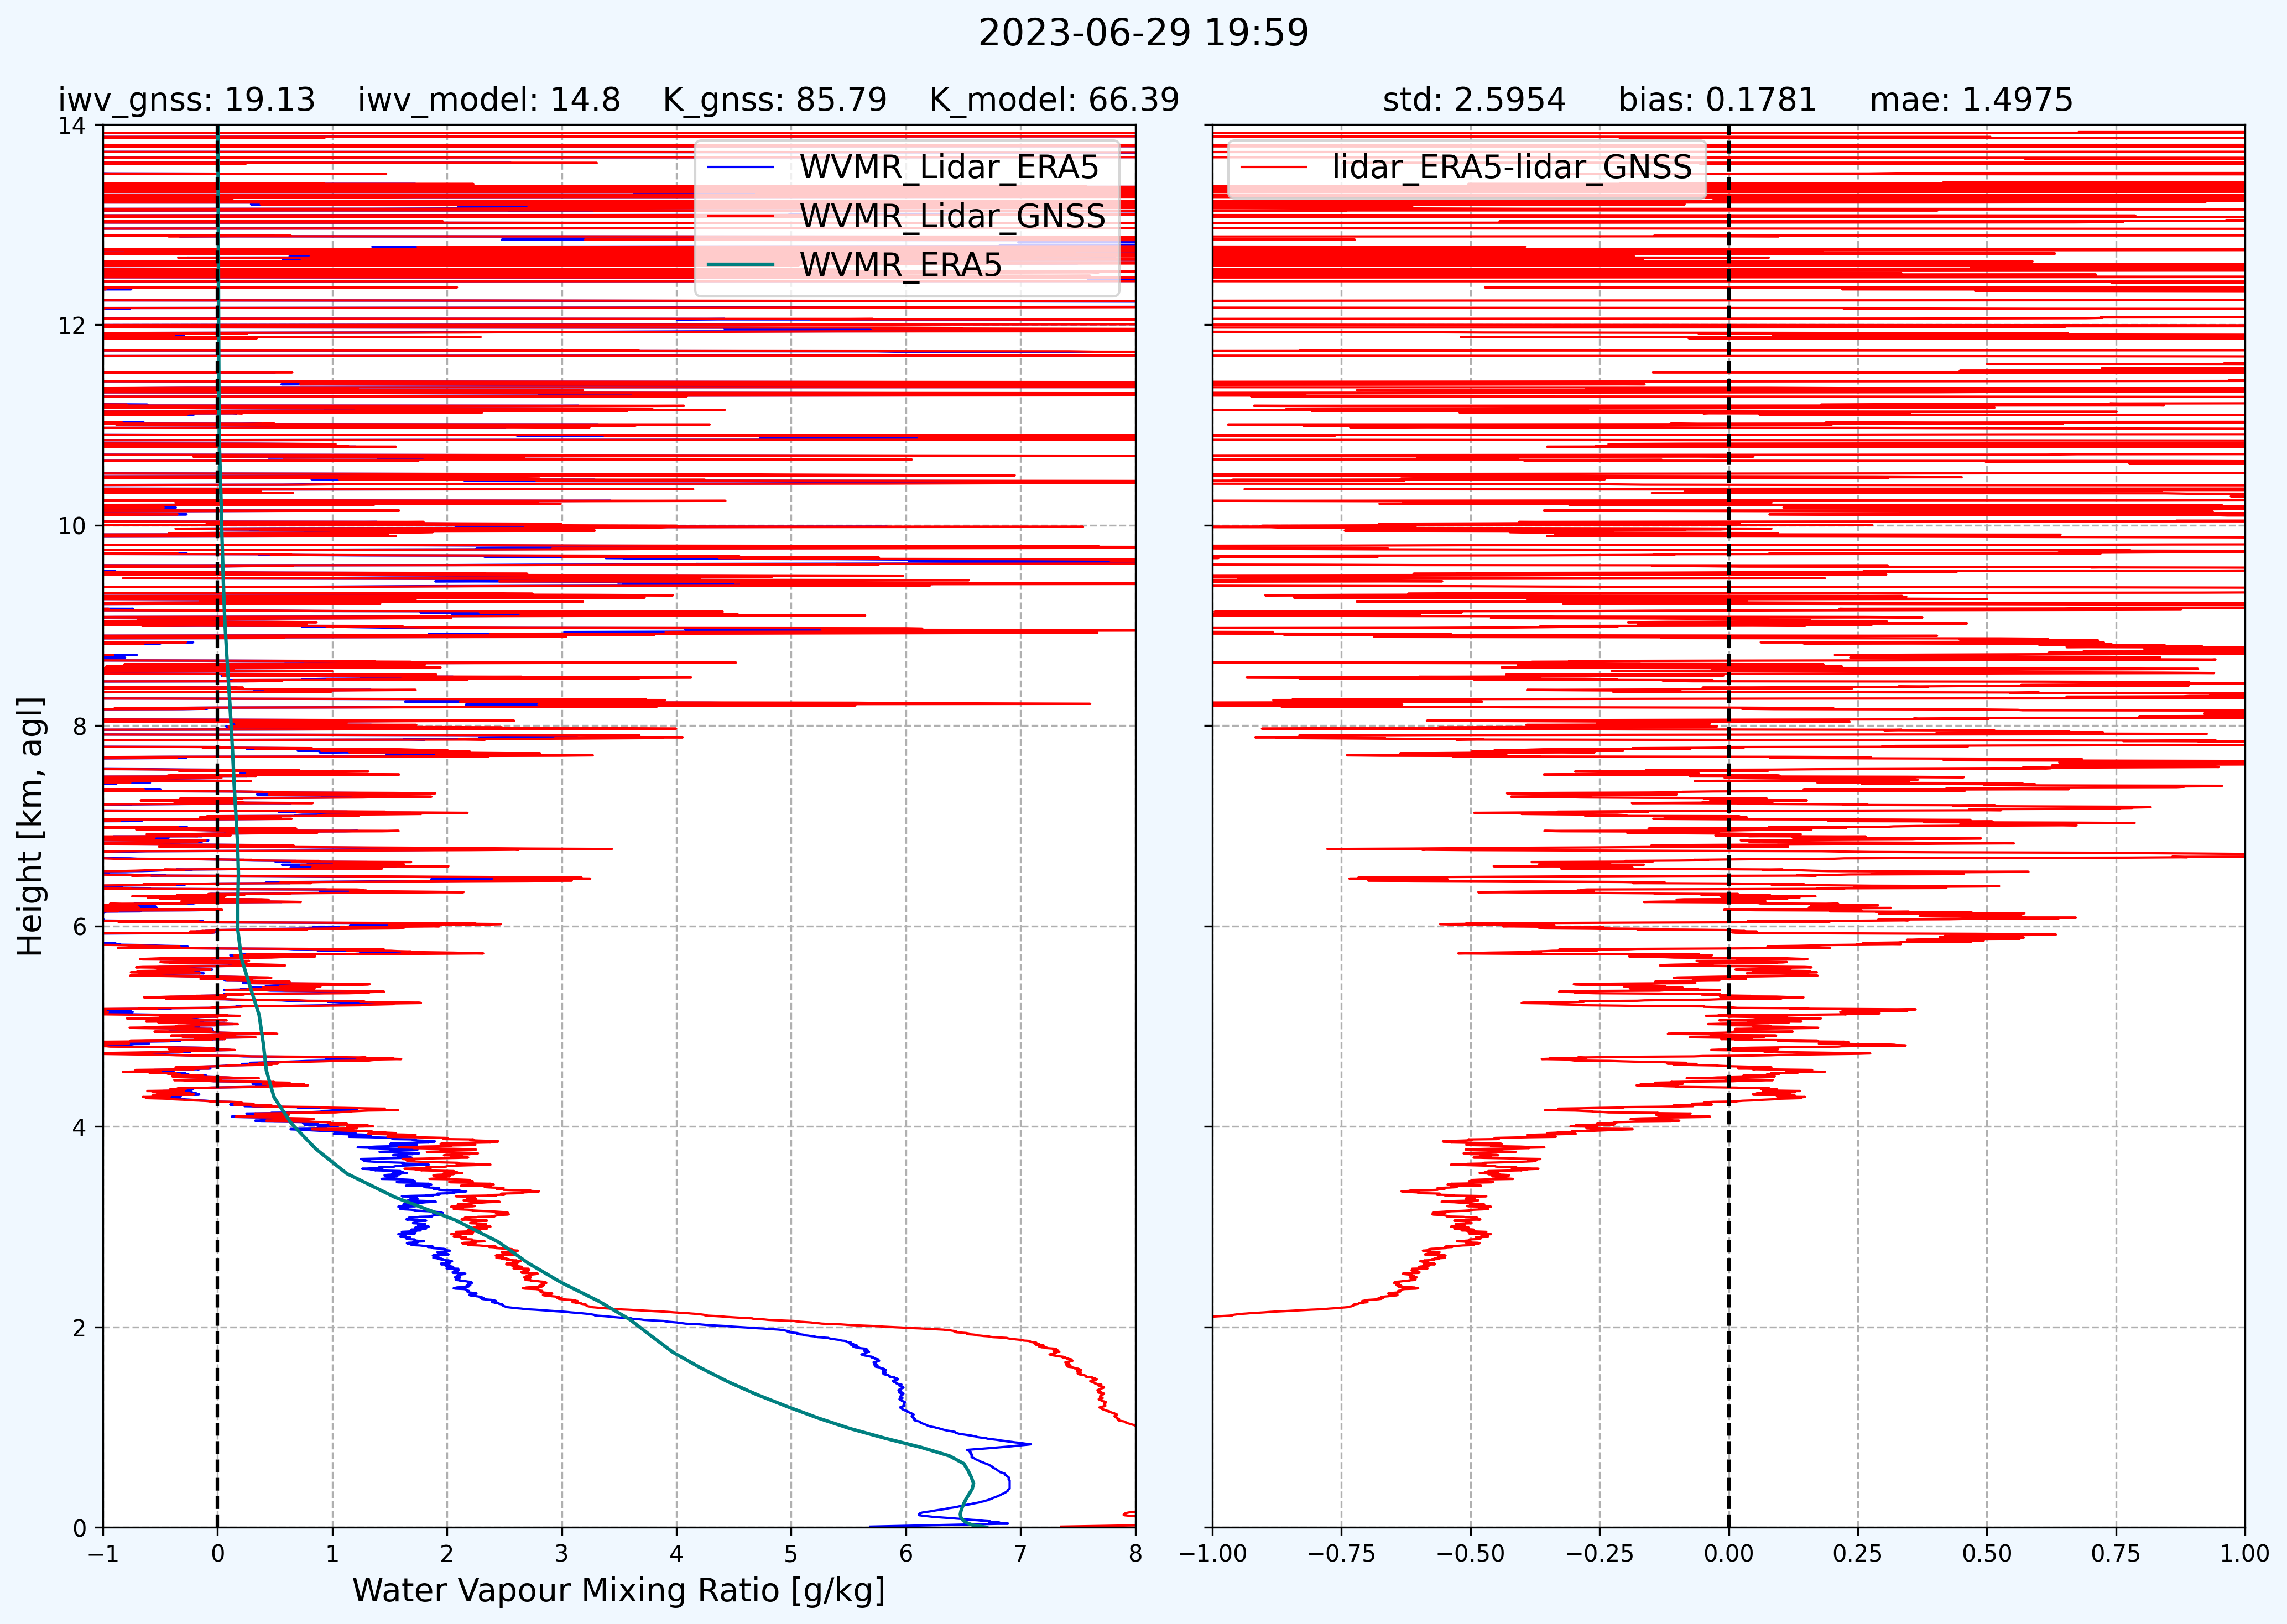 2023-06-29 19:59
iwv_gnss: 19.13 iwv_model: 14.8 K_gnss: 85.79 K_model: 66.39
std: 2.5954 bias: 0.1781 mae: 1.4975
WVMR_Lidar_ERA5
WVMR_Lidar_GNSS
WVMR_ERA5
lidar_ERA5-lidar_GNSS
Height [km, agl]
14
12
10
8
6
4
2
0
−1 0 1 2 3 4 5 6 7 8
−1.00 −0.75 −0.50 −0.25 0.00 0.25 0.50 0.75 1.00
Water Vapour Mixing Ratio [g/kg]